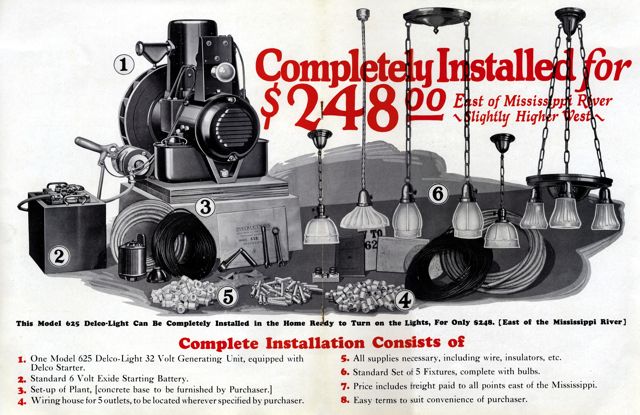 Completely Installed for
$248.00 East of Mississippi River
Slightly Higher West
1
2
3
4
5
6
This Model 625 Delco-Light Can Be Completely Installed in the Home Ready to Turn on the Lights, For Only $248. [East of the Mississippi River]
Complete Installation Consists of
1. One Model 625 Delco-Light 32 Volt Generating Unit, equipped with
Delco Starter.
2. Standard 6 Volt Exide Starting Battery.
3. Set-up of Plant, [concrete base to be furnished by Purchaser.]
4. Wiring house for 5 outlets, to be located wherever specified by purchaser.
5. All supplies necessary, including wire, insulators, etc.
6. Standard Set of 5 Fixtures, complete with bulbs.
7. Price includes freight paid to all points east of the Mississippi.
8. Easy terms to suit convenience of purchaser.